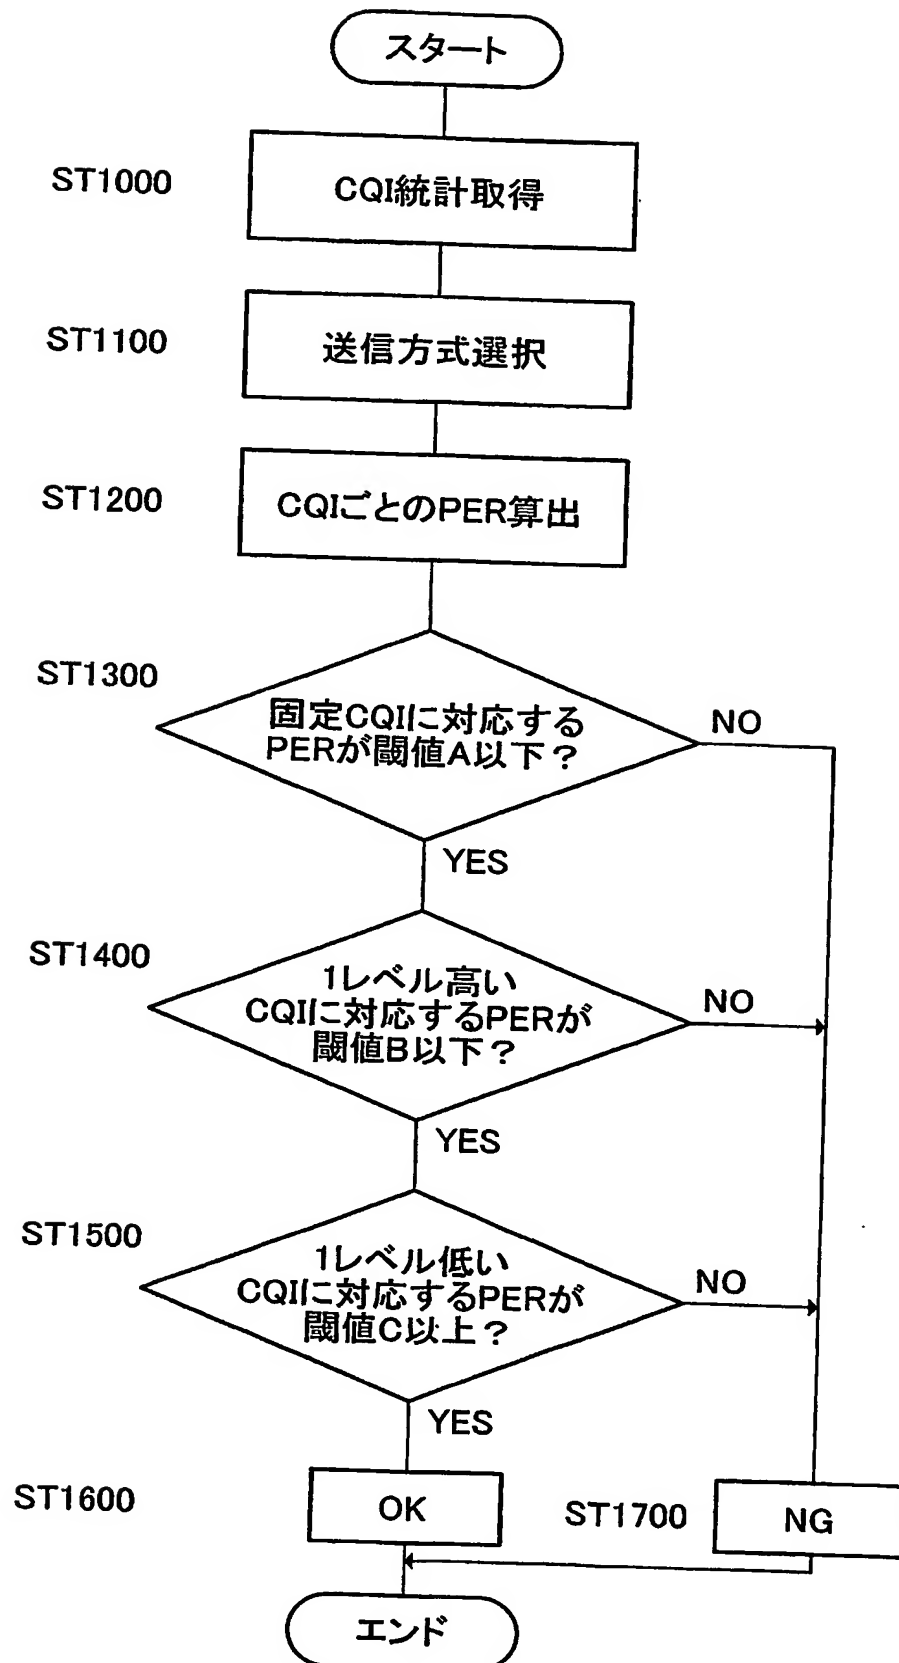 スタート
ST1000
CQI統計取得
ST1100
送信方式選択
ST1200
CQIごとのPER算出
ST1300
固定CQIに対応する
PERが閾値A以下？
NO
YES
ST1400
1レベル高い
CQIに対応するPERが
閾値B以下？
NO
YES
ST1500
1レベル低い
CQIに対応するPERが
閾値C以上？
NO
YES
ST1600
OK
ST1700
NG
エンド